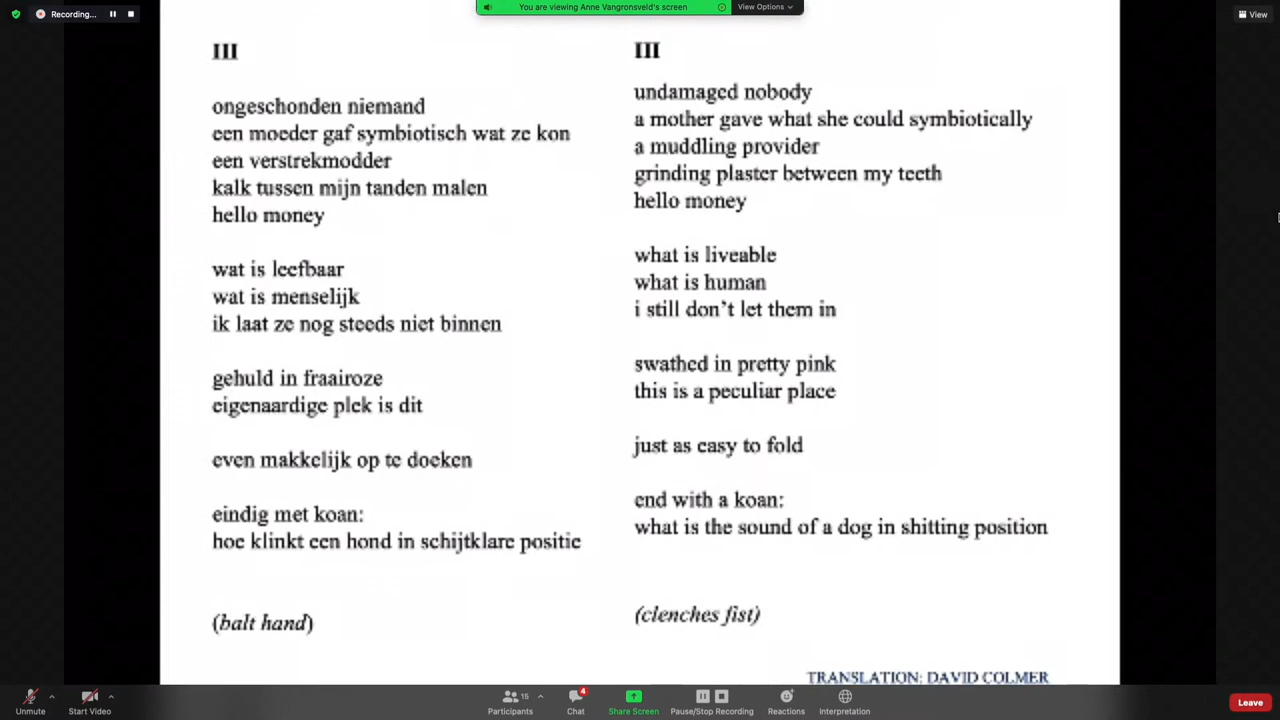 Recording...
You are viewing Anne Vangronsveld's screen
View Options
View
III
ongeschonden niemand
een moeder gaf symbiotisch wat ze kon
een verstrekmodder
kalk tussen mijn tanden malen
hello money
wat is leefbaar
wat is menselijk
ik laat ze nog steeds niet binnen
gehuld in fraairoze
eigenaardige plek is dit
even makkelijk op te doeken
eindig met koan:
hoe klinkt een hond in schijtklare positie
(balt hand)
III
undamaged nobody
a mother gave what she could symbiotically
a muddling provider
grinding plaster between my teeth
hello money
what is liveable
what is human
i still don't let them in
swathed in pretty pink
this is a peculiar place
just as easy to fold
end with a koan:
what is the sound of a dog in shitting position
(clenches fist)
TRANSLATION: DAVID COLMER
Unmute
Start Video
15
Participants
4
Chat
Share Screen
Pause/Stop Recording
Reactions
Interpretation
Leave